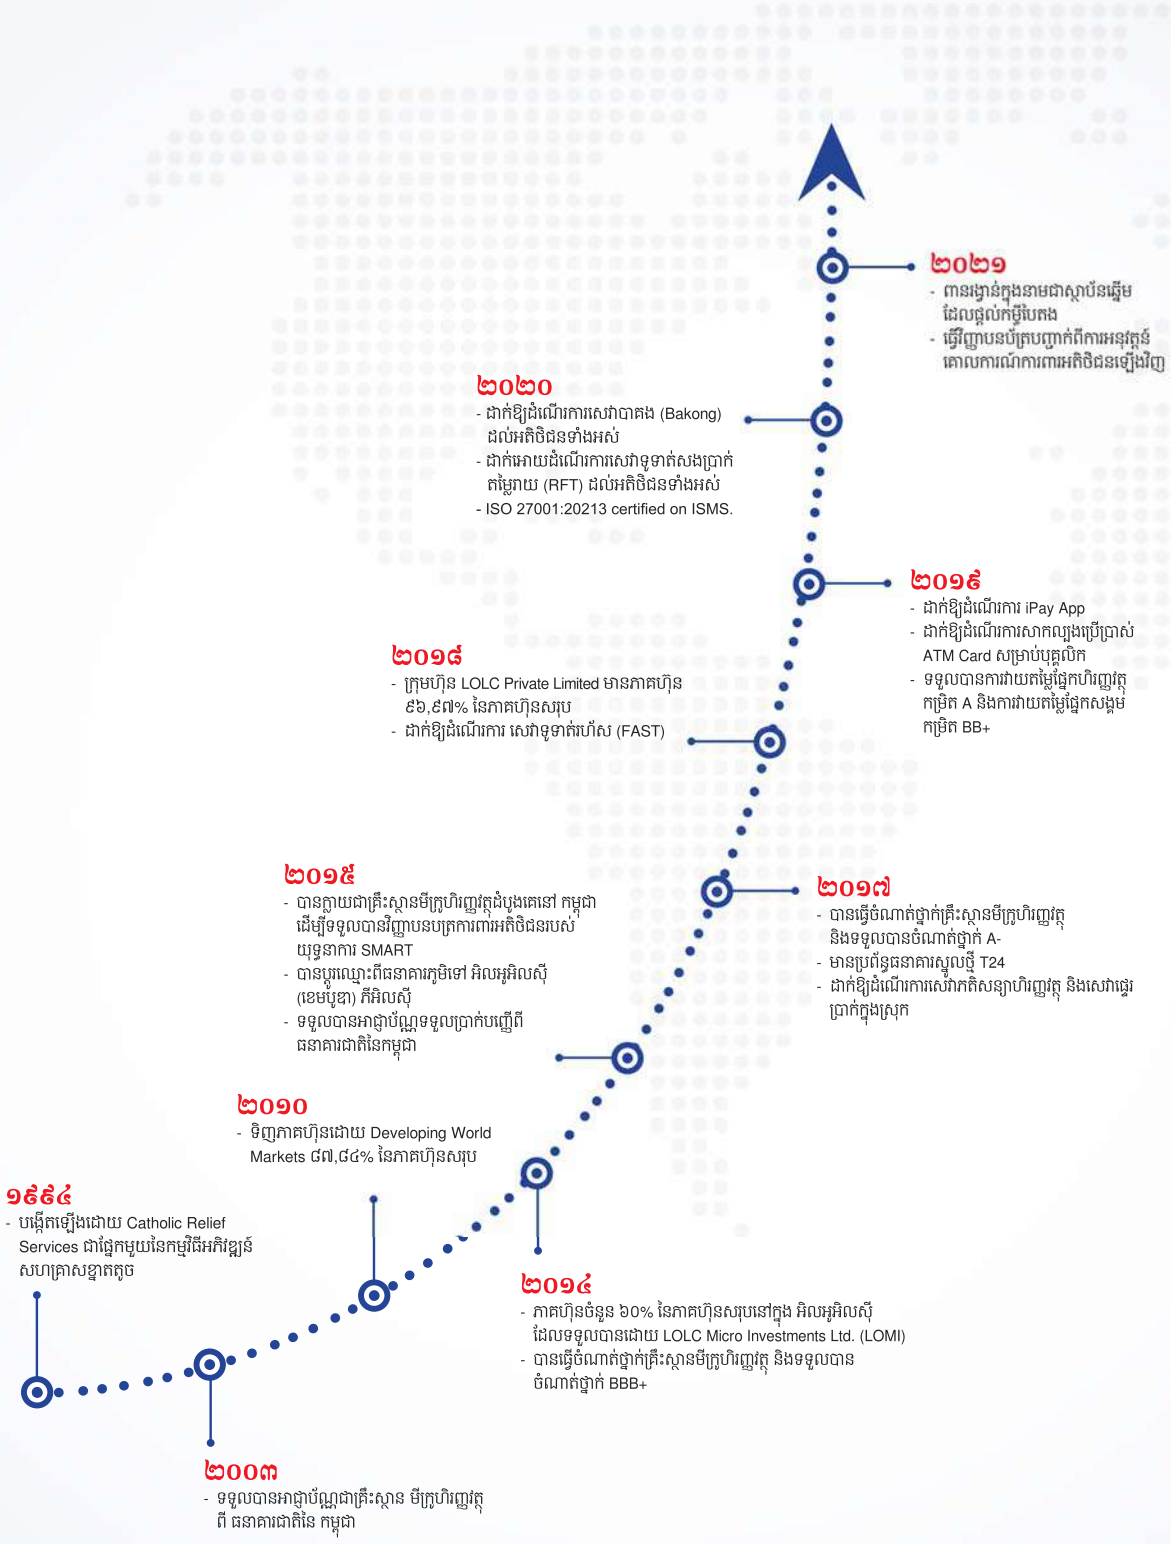 ២០២១
- ពានរង្វាន់ក្នុងនាមជាស្ថាប័នឆ្នើម
ដែលផ្តល់កម្ចីបៃតង
- ធ្វើវិញ្ញាបនប័ត្របញ្ជាក់ពីការអនុវត្តន៍
គោលការណ៍ការពារអតិថិជនឡើងវិញ
២០២០
- ដាក់ឱ្យដំណើរការសេវាបាគង (Bakong)
ដល់អតិថិជនទាំងអស់
- ដាក់អោយដំណើរការសេវាទូទាត់សងប្រាក់
តម្លៃរាយ (RFT) ដល់អតិថិជនទាំងអស់
- ISO 27001:20213 certified on ISMS.
២០១៩
- ដាក់ឱ្យដំណើរការ iPay App
- ដាក់ឱ្យដំណើរការសាកល្បងប្រើប្រាស់
ATM Card សម្រាប់បុគ្គលិក
- ទទួលបានការវាយតម្លៃផ្នែកហិរញ្ញវត្ថុ
កម្រិត A និងការវាយតម្លៃផ្នែកសង្គម
កម្រិត BB+
២០១៨
- ក្រុមហ៊ុន LOLC Private Limited មានភាគហ៊ុន
៩៦,៩៧% នៃភាគហ៊ុនសរុប
- ដាក់ឱ្យដំណើរការ សេវាទូទាត់រហ័ស (FAST)
២០១៧
- បានធ្វើចំណាត់ថ្នាក់គ្រឹះស្ថានមីក្រូហិរញ្ញវត្ថុ
និងទទួលបានចំណាត់ថ្នាក់ A-
- មានប្រព័ន្ធធនាគារស្នូលថ្មី T24
- ដាក់ឱ្យដំណើរការសេវាភតិសន្យាហិរញ្ញវត្ថុ និងសេវាផ្ទេរ
ប្រាក់ក្នុងស្រុក
២០១៥
- បានក្លាយជាគ្រឹះស្ថានមីក្រូហិរញ្ញវត្ថុដំបូងគេនៅ កម្ពុជា
ដើម្បីទទួលបានវិញ្ញាបនបត្រការពារអតិថិជនរបស់
យុទ្ធនាការ SMART
- បានប្តូរឈ្មោះពីធនាគារភូមិទៅ អិលអូអិលស៊ី
(ខេមបូឌា) ភីអិលស៊ី
- ទទួលបានអាជ្ញាប័ណ្ណទទួលប្រាក់បញ្ញើពី
ធនាគារជាតិនៃកម្ពុជា
២០១០
- ទិញភាគហ៊ុនដោយ Developing World
Markets ៨៧,៨៤% នៃភាគហ៊ុនសរុប
១៩៩៤
- បង្កើតឡើងដោយ Catholic Relief
Services ជាផ្នែកមួយនៃកម្មវិធីអភិវឌ្ឍន៍
សហគ្រាសខ្នាតតូច
២០១៤
- ភាគហ៊ុនចំនួន ៦០% នៃភាគហ៊ុនសរុបនៅក្នុង អិលអូអិលស៊ី
ដែលទទួលបានដោយ LOLC Micro Investments Ltd. (LOMI)
- បានធ្វើចំណាត់ថ្នាក់គ្រឹះស្ថានមីក្រូហិរញ្ញវត្ថុ និងទទួលបាន
ចំណាត់ថ្នាក់ BBB+
២០០៣
- ទទួលបានអាជ្ញាប័ណ្ណជាគ្រឹះស្ថាន មីក្រូហិរញ្ញវត្ថុ
ពី ធនាគារជាតិនៃ កម្ពុជា